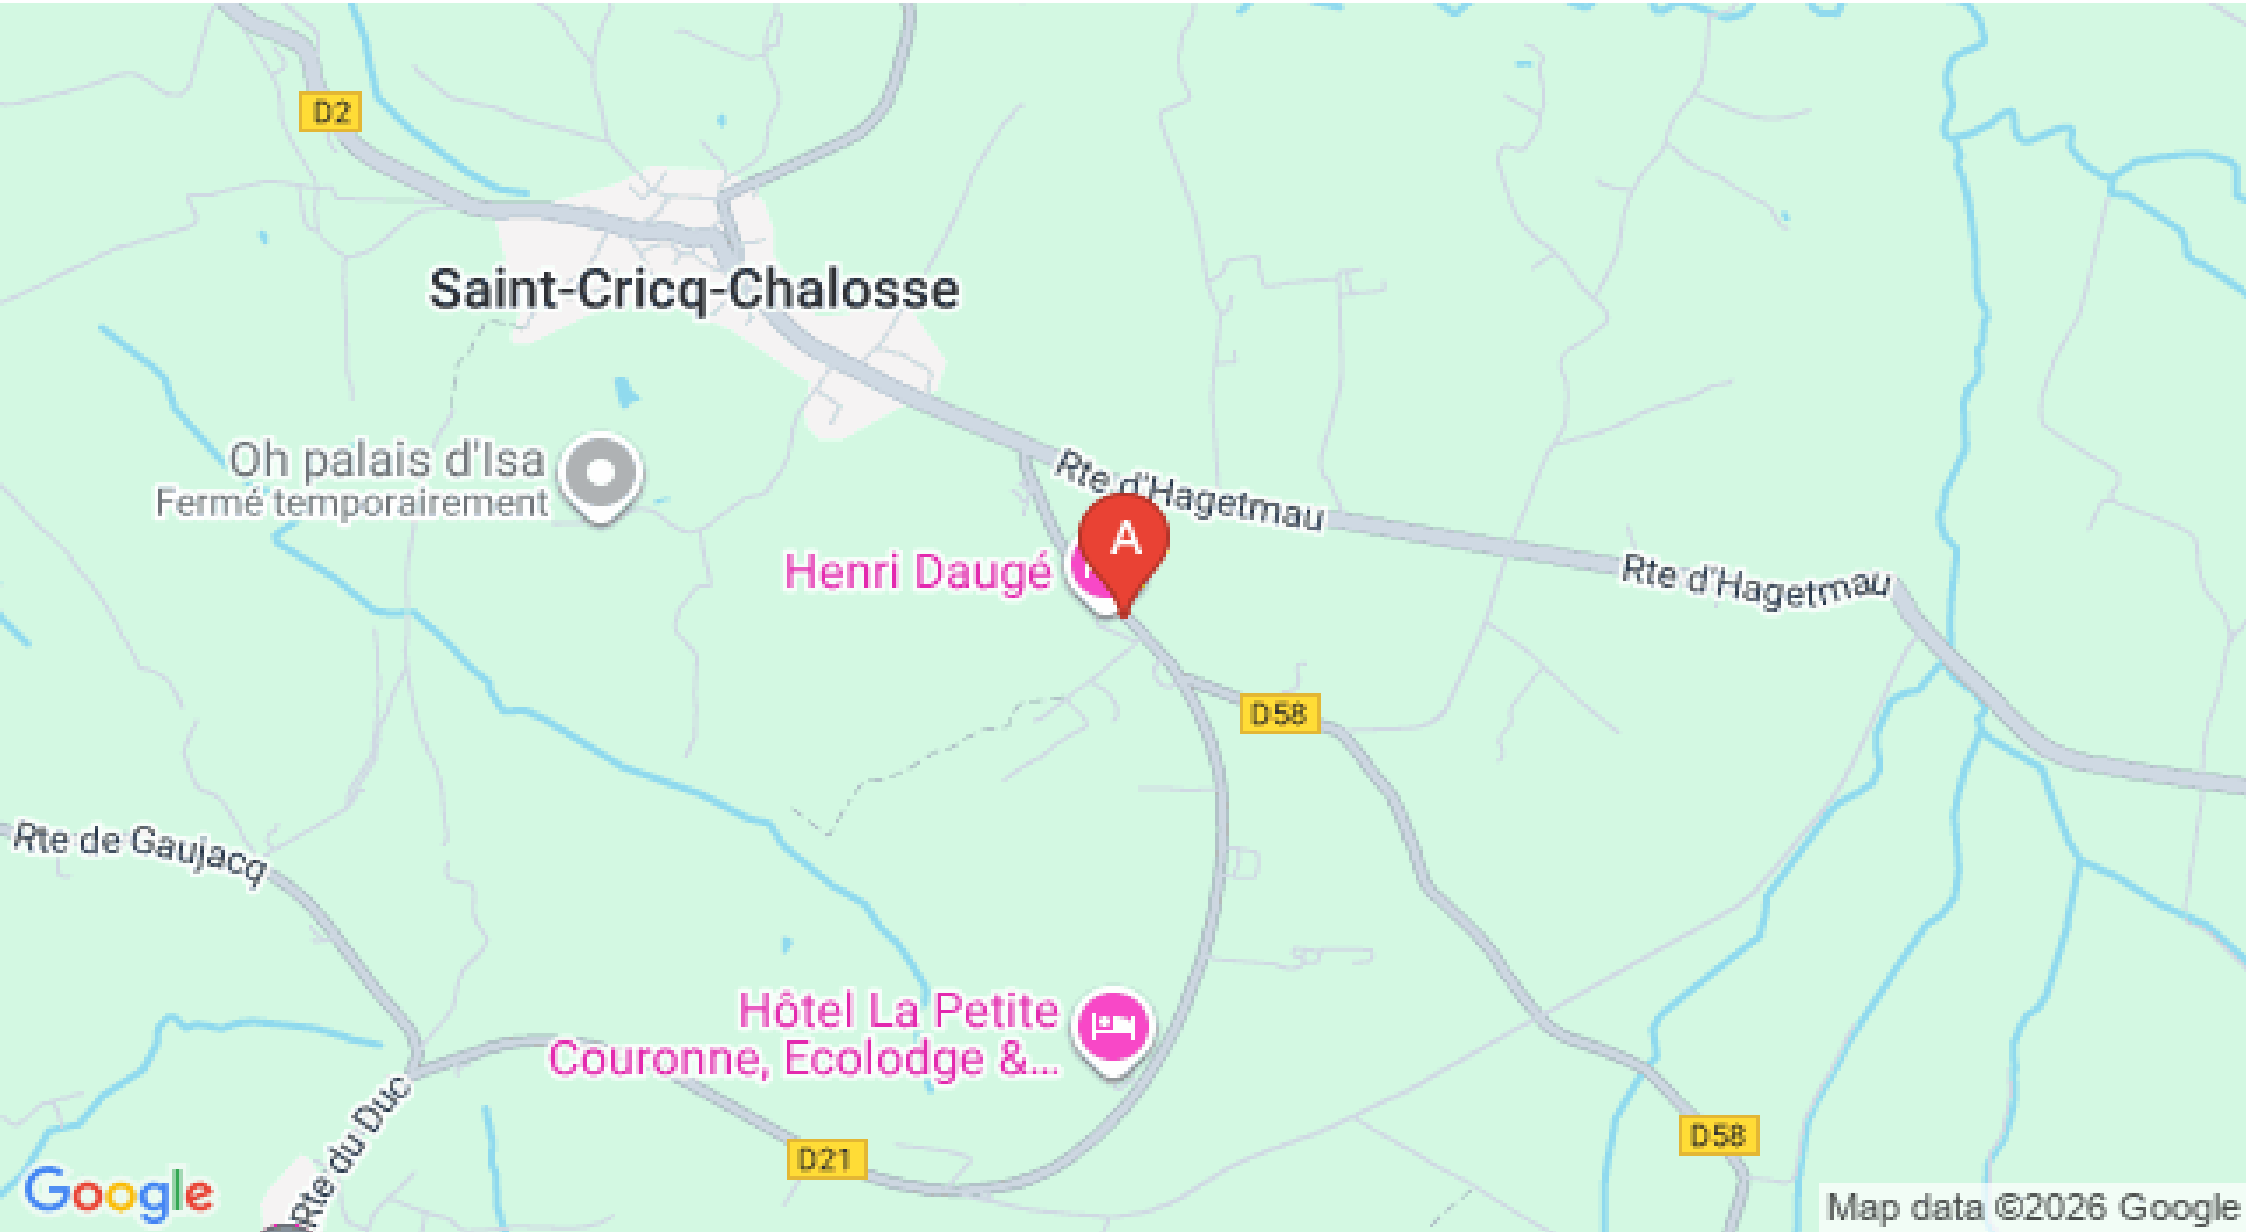 D2
Saint-Cricq-Chalosse
Oh palais d'Isa
Fermé temporairement
Rte d'Hagetmau
A
Henri Daugé
Rte d'Hagetmau
D58
Rte de Gaujacq
Hôtel La Petite
Couronne, Ecolodge &...
Rte du Duc
D21
D58
Google
Map data ©2026 Google